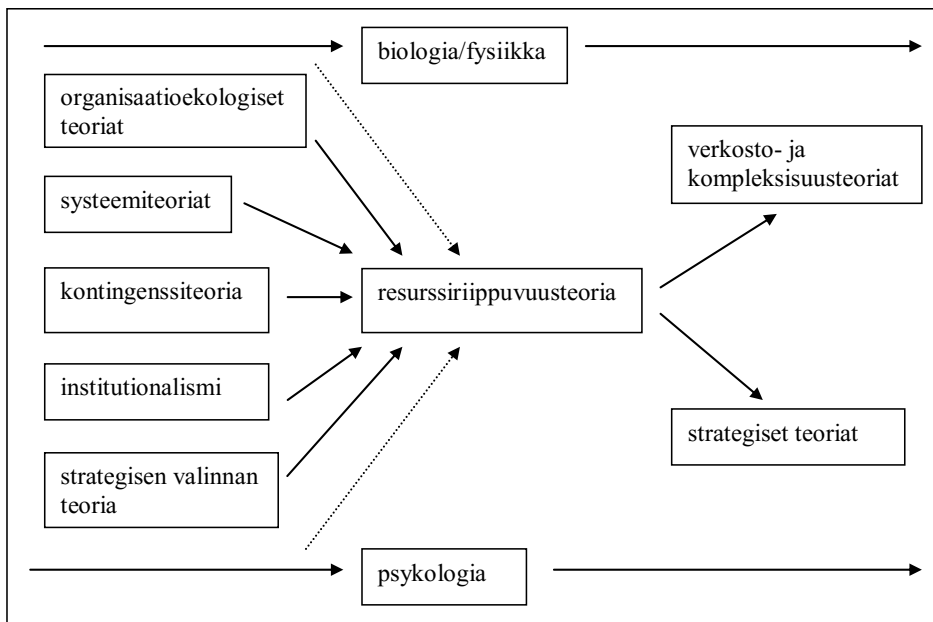 biologia/fysiikka
organisaatioekologiset
teoriat
verkosto- ja
kompleksisuusteoriat
systeemiteoriat
kontingenssiteoria
resurssiriippuvuusteoria
institutionalismi
strategiset teoriat
strategisen valinnan
teoria
psykologia